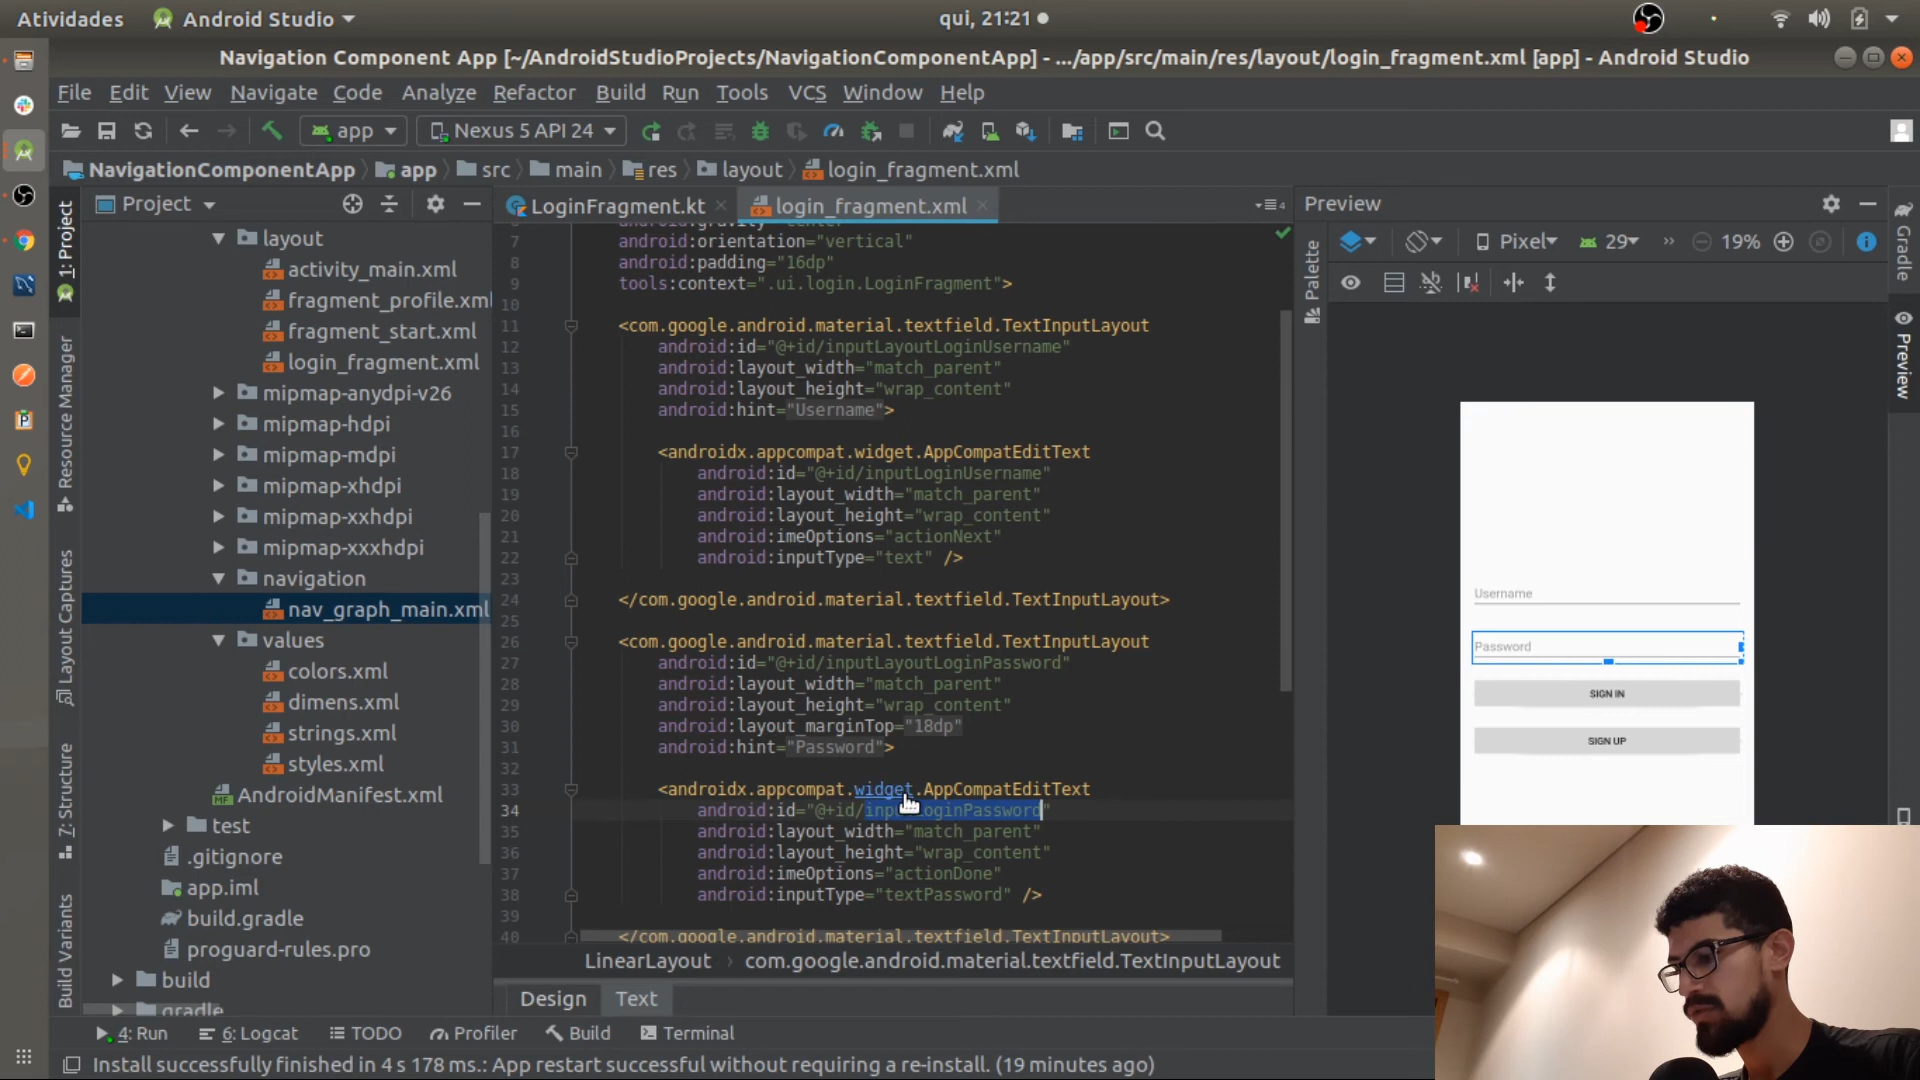 Atividades
Android Studio
qui, 21:21
Navigation Component App [~/AndroidStudioProjects/NavigationComponentApp] - .../app/src/main/res/layout/login_fragment.xml [app] - Android Studio
File Edit View Navigate Code Analyze Refactor Build Run Tools VCS Window Help
app
Nexus 5 API 24
NavigationComponentApp
app
src
main
res
layout
login_fragment.xml
Project
LoginFragment.kt
login_fragment.xml
4
Preview
1: Project
Resource Manager
Layout Captures
7: Structure
Build Variants
layout
activity_main.xml
fragment_profile.xml
fragment_start.xml
login_fragment.xml
mipmap-anydpi-v26
mipmap-hdpi
mipmap-mdpi
mipmap-xhdpi
mipmap-xxhdpi
mipmap-xxxhdpi
navigation
nav_graph_main.xml
values
colors.xml
dimens.xml
strings.xml
styles.xml
AndroidManifest.xml
test
.gitignore
app.iml
build.gradle
proguard-rules.pro
build
gradle
7 android:orientation="vertical"
8 android:padding="16dp"
9 tools:context=".ui.login.LoginFragment">
10
11 <com.google.android.material.textfield.TextInputLayout
12 android:id="@+id/inputLayoutLoginUsername"
13 android:layout_width="match_parent"
14 android:layout_height="wrap_content"
15 android:hint="Username">
16
17 <androidx.appcompat.widget.AppCompatEditText
18 android:id="@+id/inputLoginUsername"
19 android:layout_width="match_parent"
20 android:layout_height="wrap_content"
21 android:imeOptions="actionNext"
22 android:inputType="text" />
23
24 </com.google.android.material.textfield.TextInputLayout>
25
26 <com.google.android.material.textfield.TextInputLayout
27 android:id="@+id/inputLayoutLoginPassword"
28 android:layout_width="match_parent"
29 android:layout_height="wrap_content"
30 android:layout_marginTop="18dp"
31 android:hint="Password">
32
33 <androidx.appcompat.widget.AppCompatEditText
34 android:id="@+id/inputLoginPassword"
35 android:layout_width="match_parent"
36 android:layout_height="wrap_content"
37 android:imeOptions="actionDone"
38 android:inputType="textPassword" />
39
40 </com.google.android.material.textfield.TextInputLayout>
LinearLayout
com.google.android.material.textfield.TextInputLayout
Design
Text
Palette
Pixel
29
»
19%
Username
Password
SIGN IN
SIGN UP
Gradle
Preview
4: Run
6: Logcat
TODO
Profiler
Build
Terminal
Install successfully finished in 4 s 178 ms.: App restart successful without requiring a re-install. (19 minutes ago)